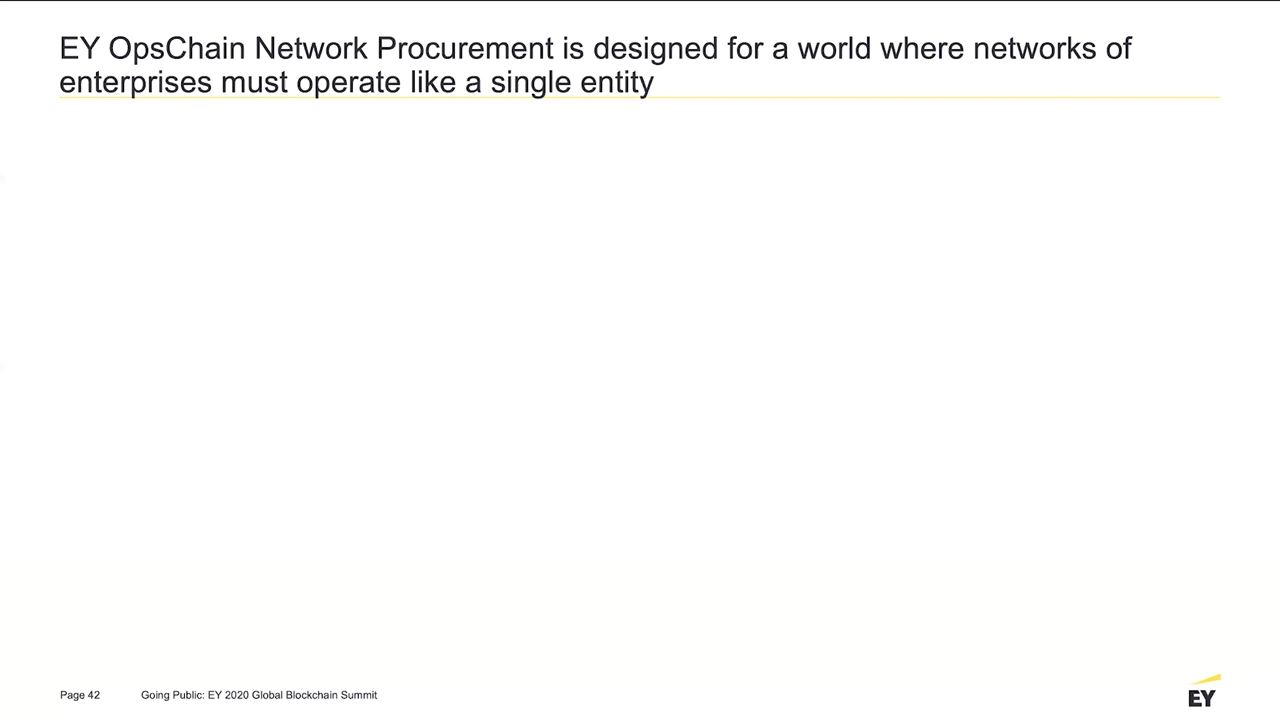 EY OpsChain Network Procurement is designed for a world where networks of
enterprises must operate like a single entity
Page 42
Going Public: EY 2020 Global Blockchain Summit
EY